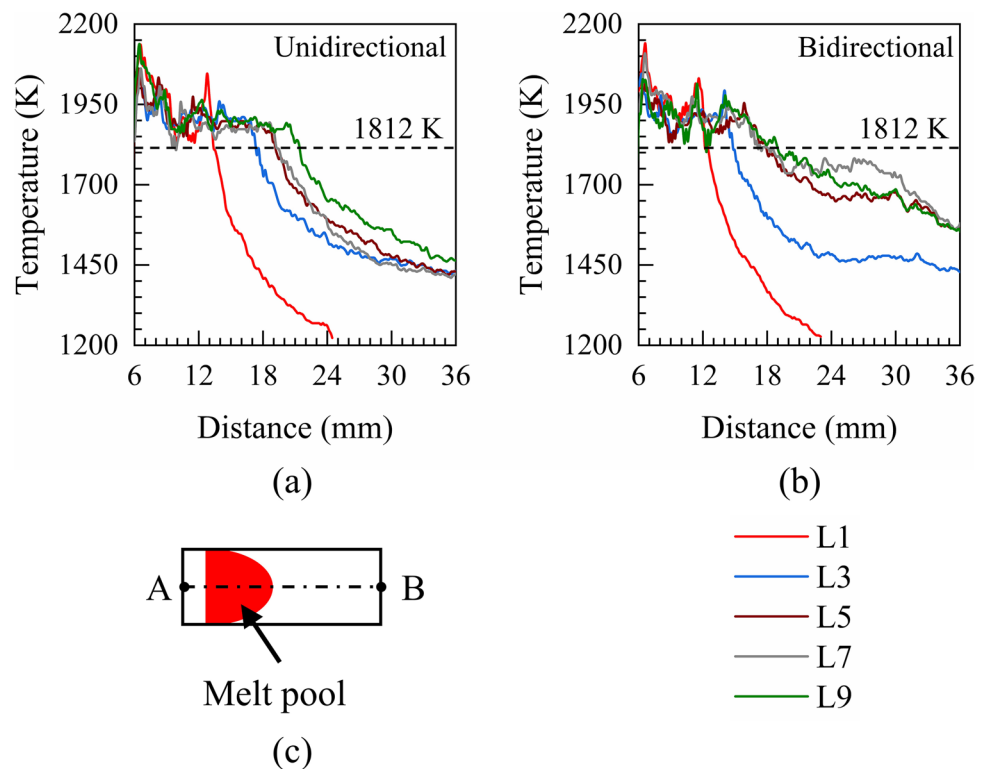 2200
1950
1700
1450
1200
Temperature (K)
Unidirectional
1812 K
6 12 18 24 30 36
Distance (mm)
(a)
2200
1950
1700
1450
1200
Temperature (K)
Bidirectional
1812 K
6 12 18 24 30 36
Distance (mm)
(b)
A B
Melt pool
(c)
L1
L3
L5
L7
L9